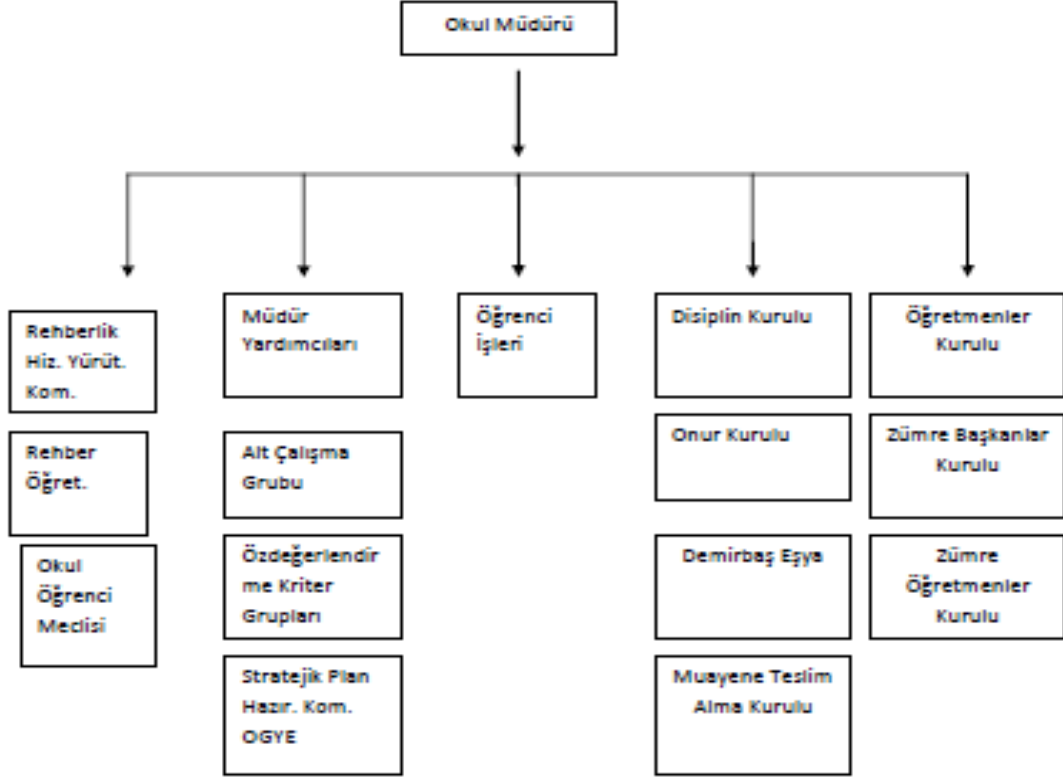 Okul Müdürü
Rehberlik
Hiz. Yürüt.
Kom.
Rehber
Öğret.
Okul
Öğrenci
Meclisi
Müdür
Yardımcıları
Alt Çalışma
Grubu
Özdeğerlendir
me Kriter
Grupları
Stratejik Plan
Hazır. Kom.
OGYE
Öğrenci
İşleri
Disiplin Kurulu
Onur Kurulu
Demirbaş Eşya
Muayene Teslim
Alma Kurulu
Öğretmenler
Kurulu
Zümre Başkanlar
Kurulu
Zümre
Öğretmenler
Kurulu